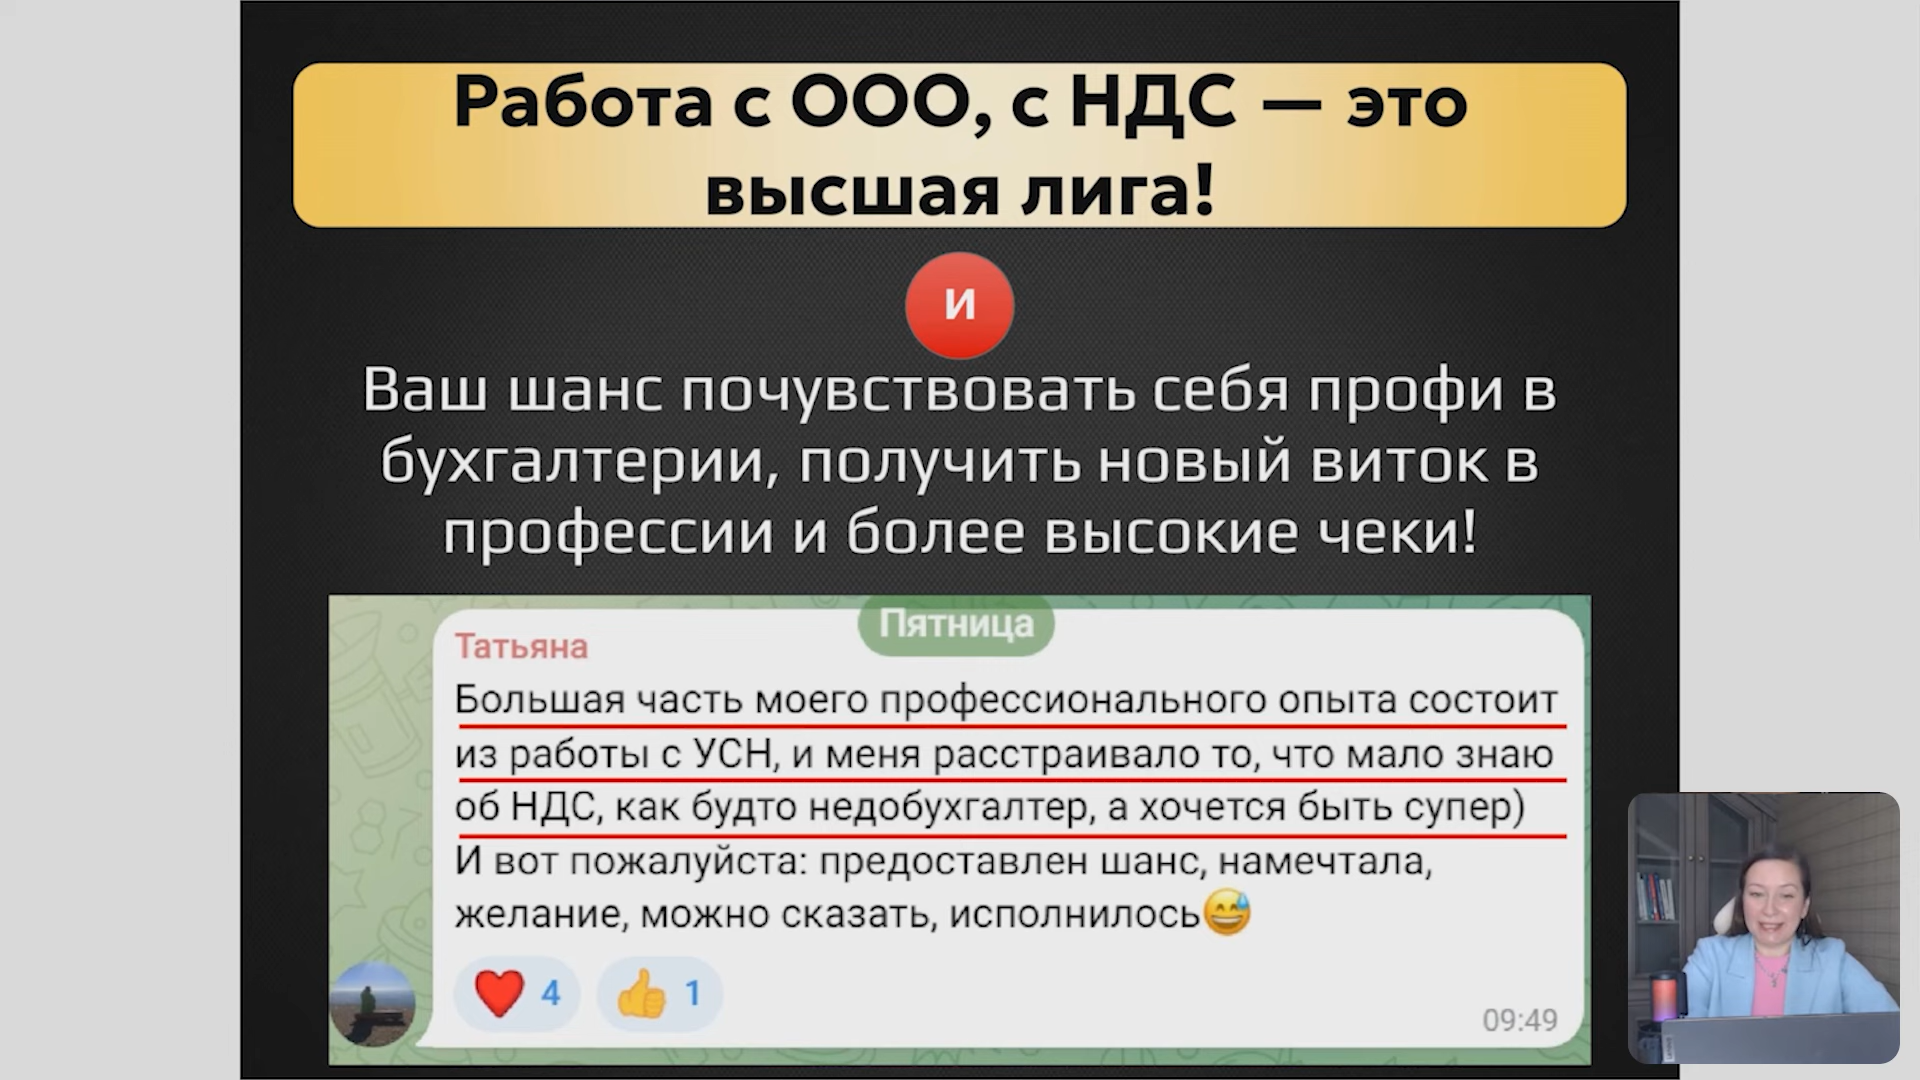 Работа с ООО, с НДС — это
высшая лига!
и
Ваш шанс почувствовать себя профи в
бухгалтерии, получить новый виток в
профессии и более высокие чеки!
Пятница
Татьяна
Большая часть моего профессионального опыта состоит
из работы с УСН, и меня расстраивало то, что мало знаю
об НДС, как будто недобухгалтер, а хочется быть супер)
И вот пожалуйста: предоставлен шанс, намечтала,
желание, можно сказать, исполнилось😅
❤️ 4 👍 1
09:49